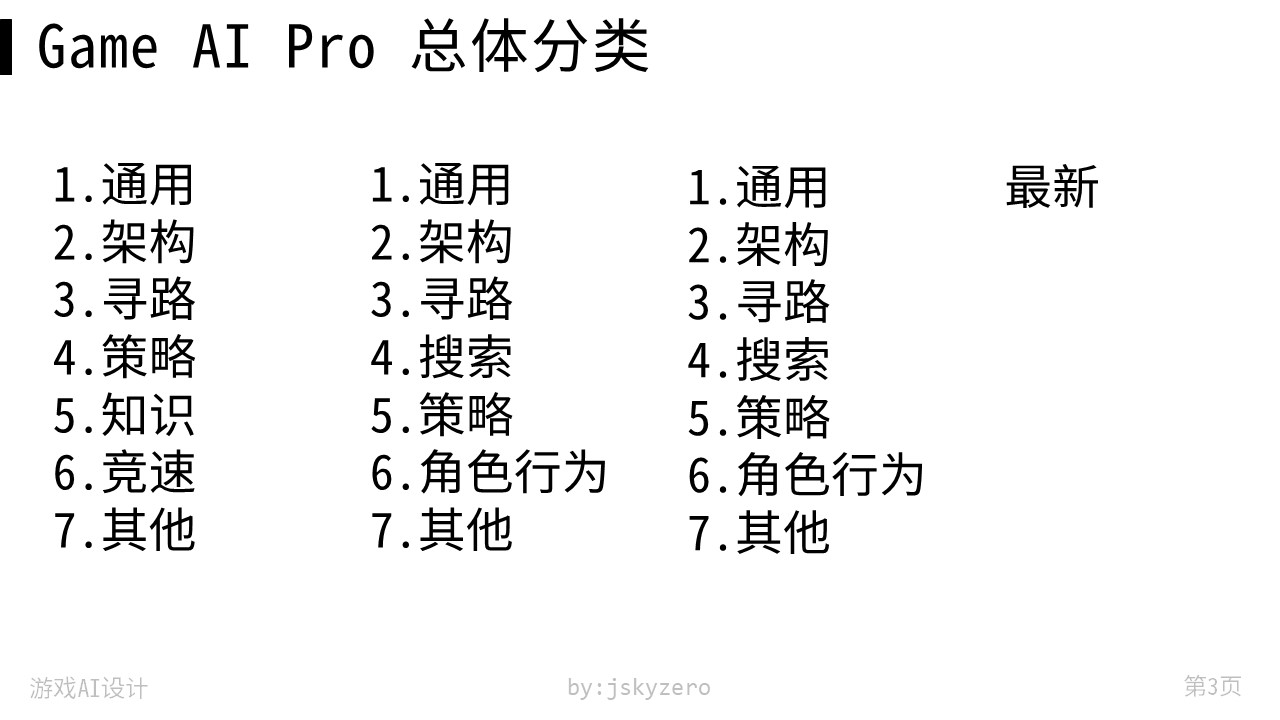 Game AI Pro 总体分类
1.通用
2.架构
3.寻路
4.策略
5.知识
6.竞速
7.其他
1.通用
2.架构
3.寻路
4.搜索
5.策略
6.角色行为
7.其他
1.通用
2.架构
3.寻路
4.搜索
5.策略
6.角色行为
7.其他
最新
游戏AI设计
by:jskyzero
第3页